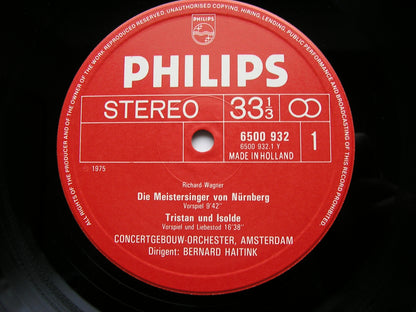 ALL RIGHTS OF THE PRODUCER AND OF THE OWNER OF THE WORK REPRODUCED RESERVED. UNAUTHORISED COPYING, HIRING, LENDING, PUBLIC PERFORMANCE AND BROADCASTING OF THIS RECORD PROHIBITED.
PHILIPS
PHILIPS
STEREO 33 1/3
6500 932
6500 932.1 Y
MADE IN HOLLAND
1
℗ 1975
Richard Wagner
Die Meistersinger von Nürnberg
Vorspiel 9'42"
Tristan und Isolde
Vorspiel und Liebestod 16'38"
CONCERTGEBOUW-ORCHESTER, AMSTERDAM
Dirigent: BERNARD HAITINK